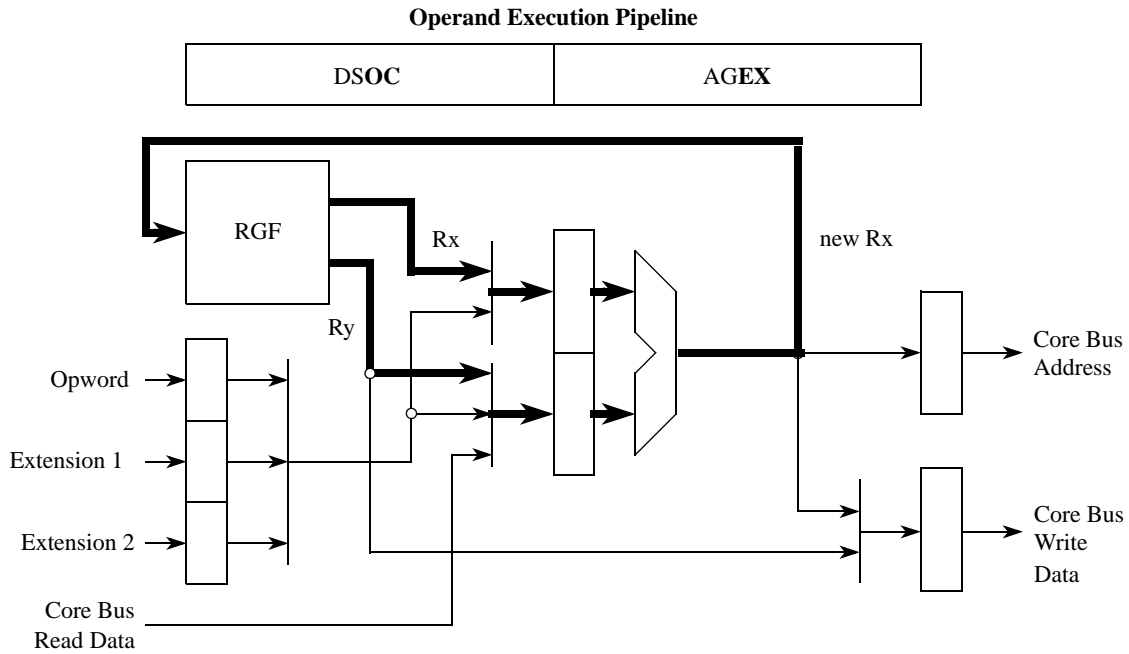 Operand Execution Pipeline
DSOC
AGEX
RGF
Rx
new Rx
Ry
Core Bus
Address
Opword
Extension 1
Extension 2
Core Bus
Write
Data
Core Bus
Read Data